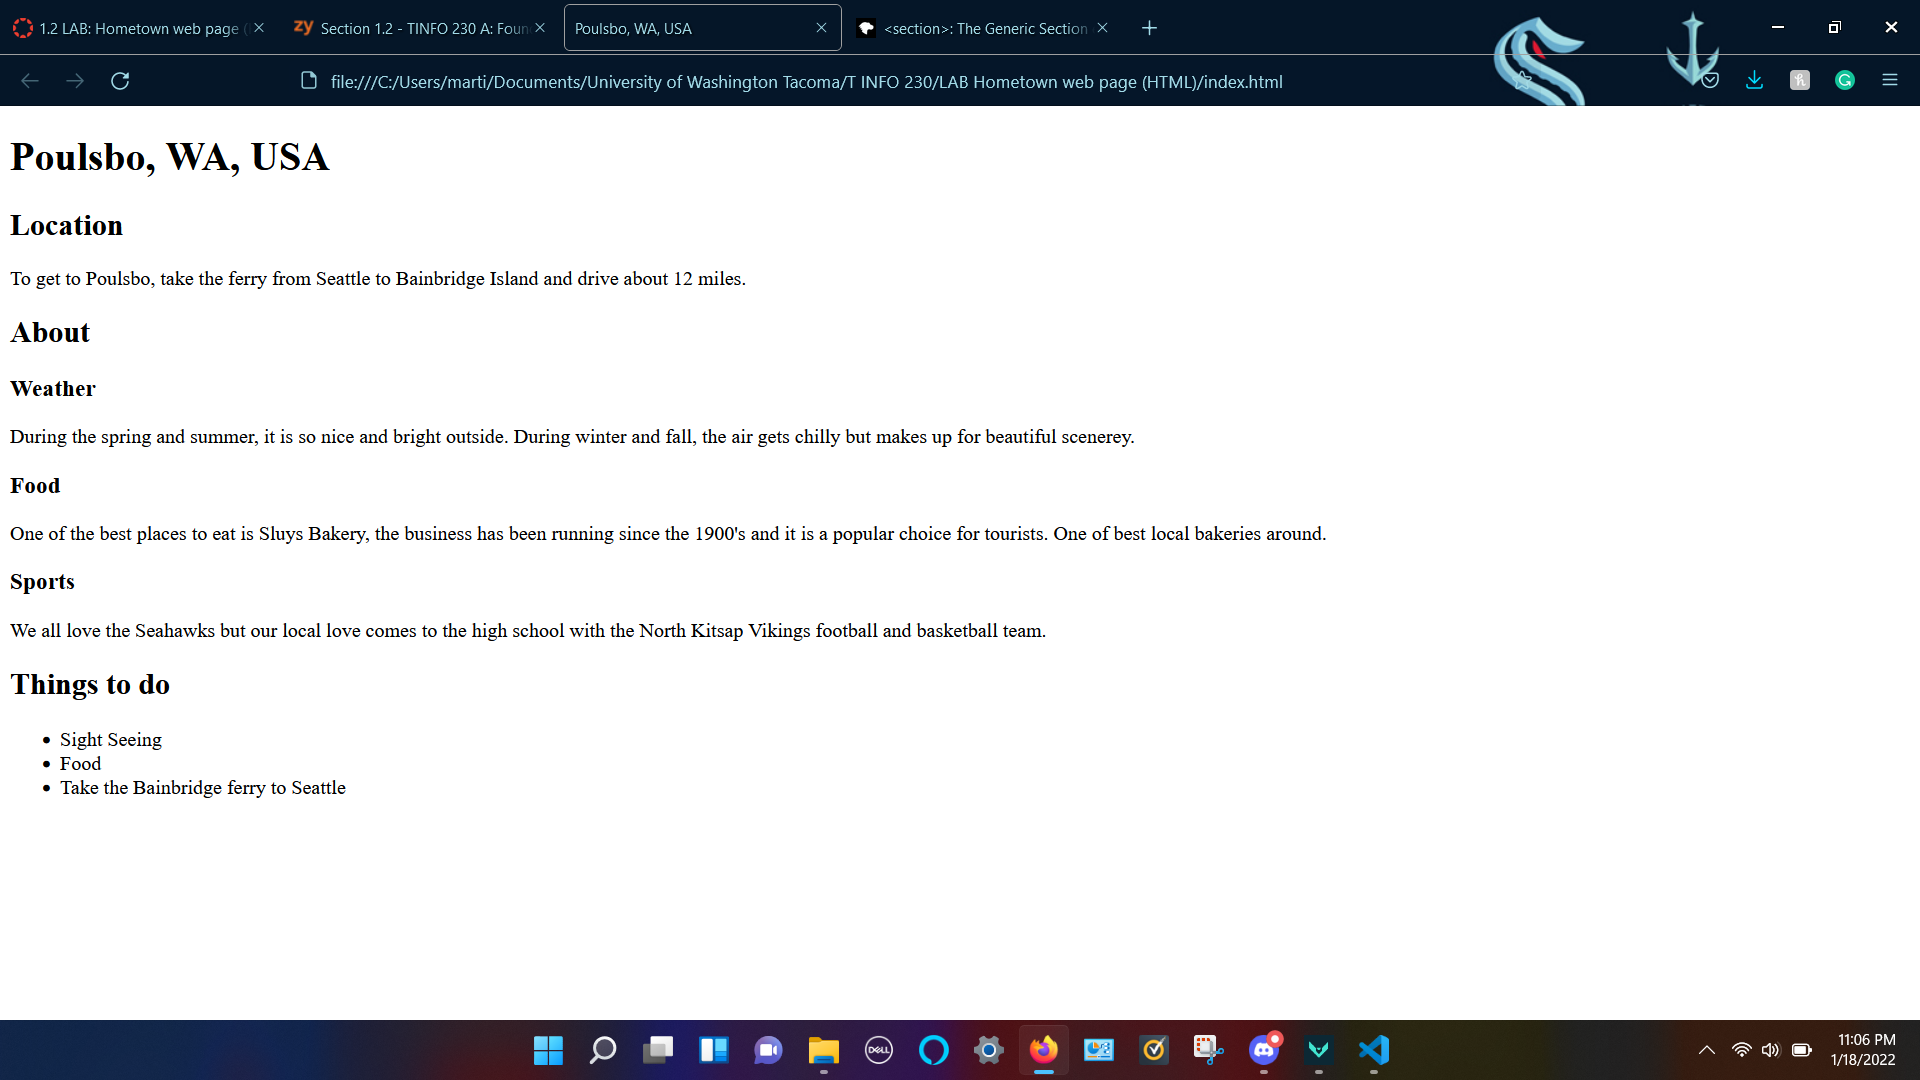 1.2 LAB: Hometown web page (
zy Section 1.2 - TINFO 230 A: Foun
Poulsbo, WA, USA
<section>: The Generic Section
file:///C:/Users/marti/Documents/University of Washington Tacoma/T INFO 230/LAB Hometown web page (HTML)/index.html
Poulsbo, WA, USA
Location
To get to Poulsbo, take the ferry from Seattle to Bainbridge Island and drive about 12 miles.
About
Weather
During the spring and summer, it is so nice and bright outside. During winter and fall, the air gets chilly but makes up for beautiful scenerey.
Food
One of the best places to eat is Sluys Bakery, the business has been running since the 1900's and it is a popular choice for tourists. One of best local bakeries around.
Sports
We all love the Seahawks but our local love comes to the high school with the North Kitsap Vikings football and basketball team.
Things to do
• Sight Seeing
• Food
• Take the Bainbridge ferry to Seattle
DELL
11:06 PM
1/18/2022